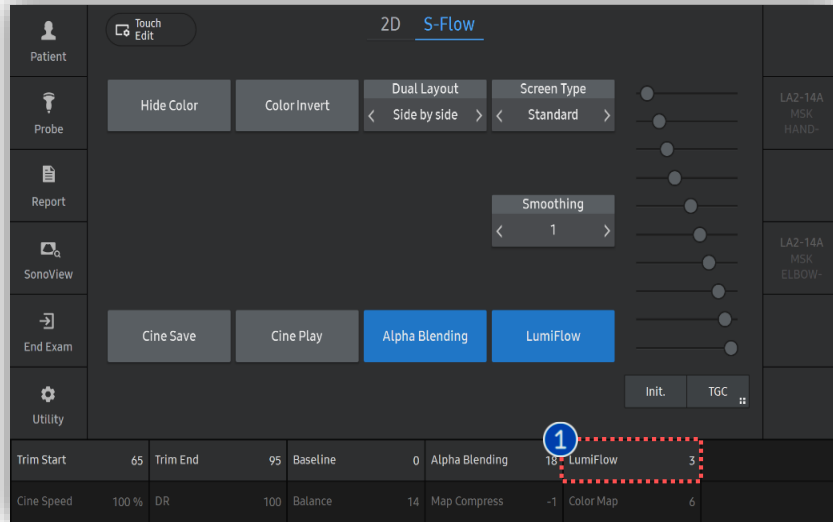 Patient
Touch
Edit
2D
S-Flow
Probe
Hide Color
Color Invert
Dual Layout
Side by side
Screen Type
Standard
LA2-14A
MSK
HAND-
Report
Smoothing
1
SonoView
LA2-14A
MSK
ELBOW-
End Exam
Cine Save
Cine Play
Alpha Blending
LumiFlow
Utility
Init.
TGC
1
Trim Start 65
Trim End 95
Baseline 0
Alpha Blending 18
LumiFlow 3
Cine Speed 100 %
DR 100
Balance 14
Map Compress -1
Color Map 6